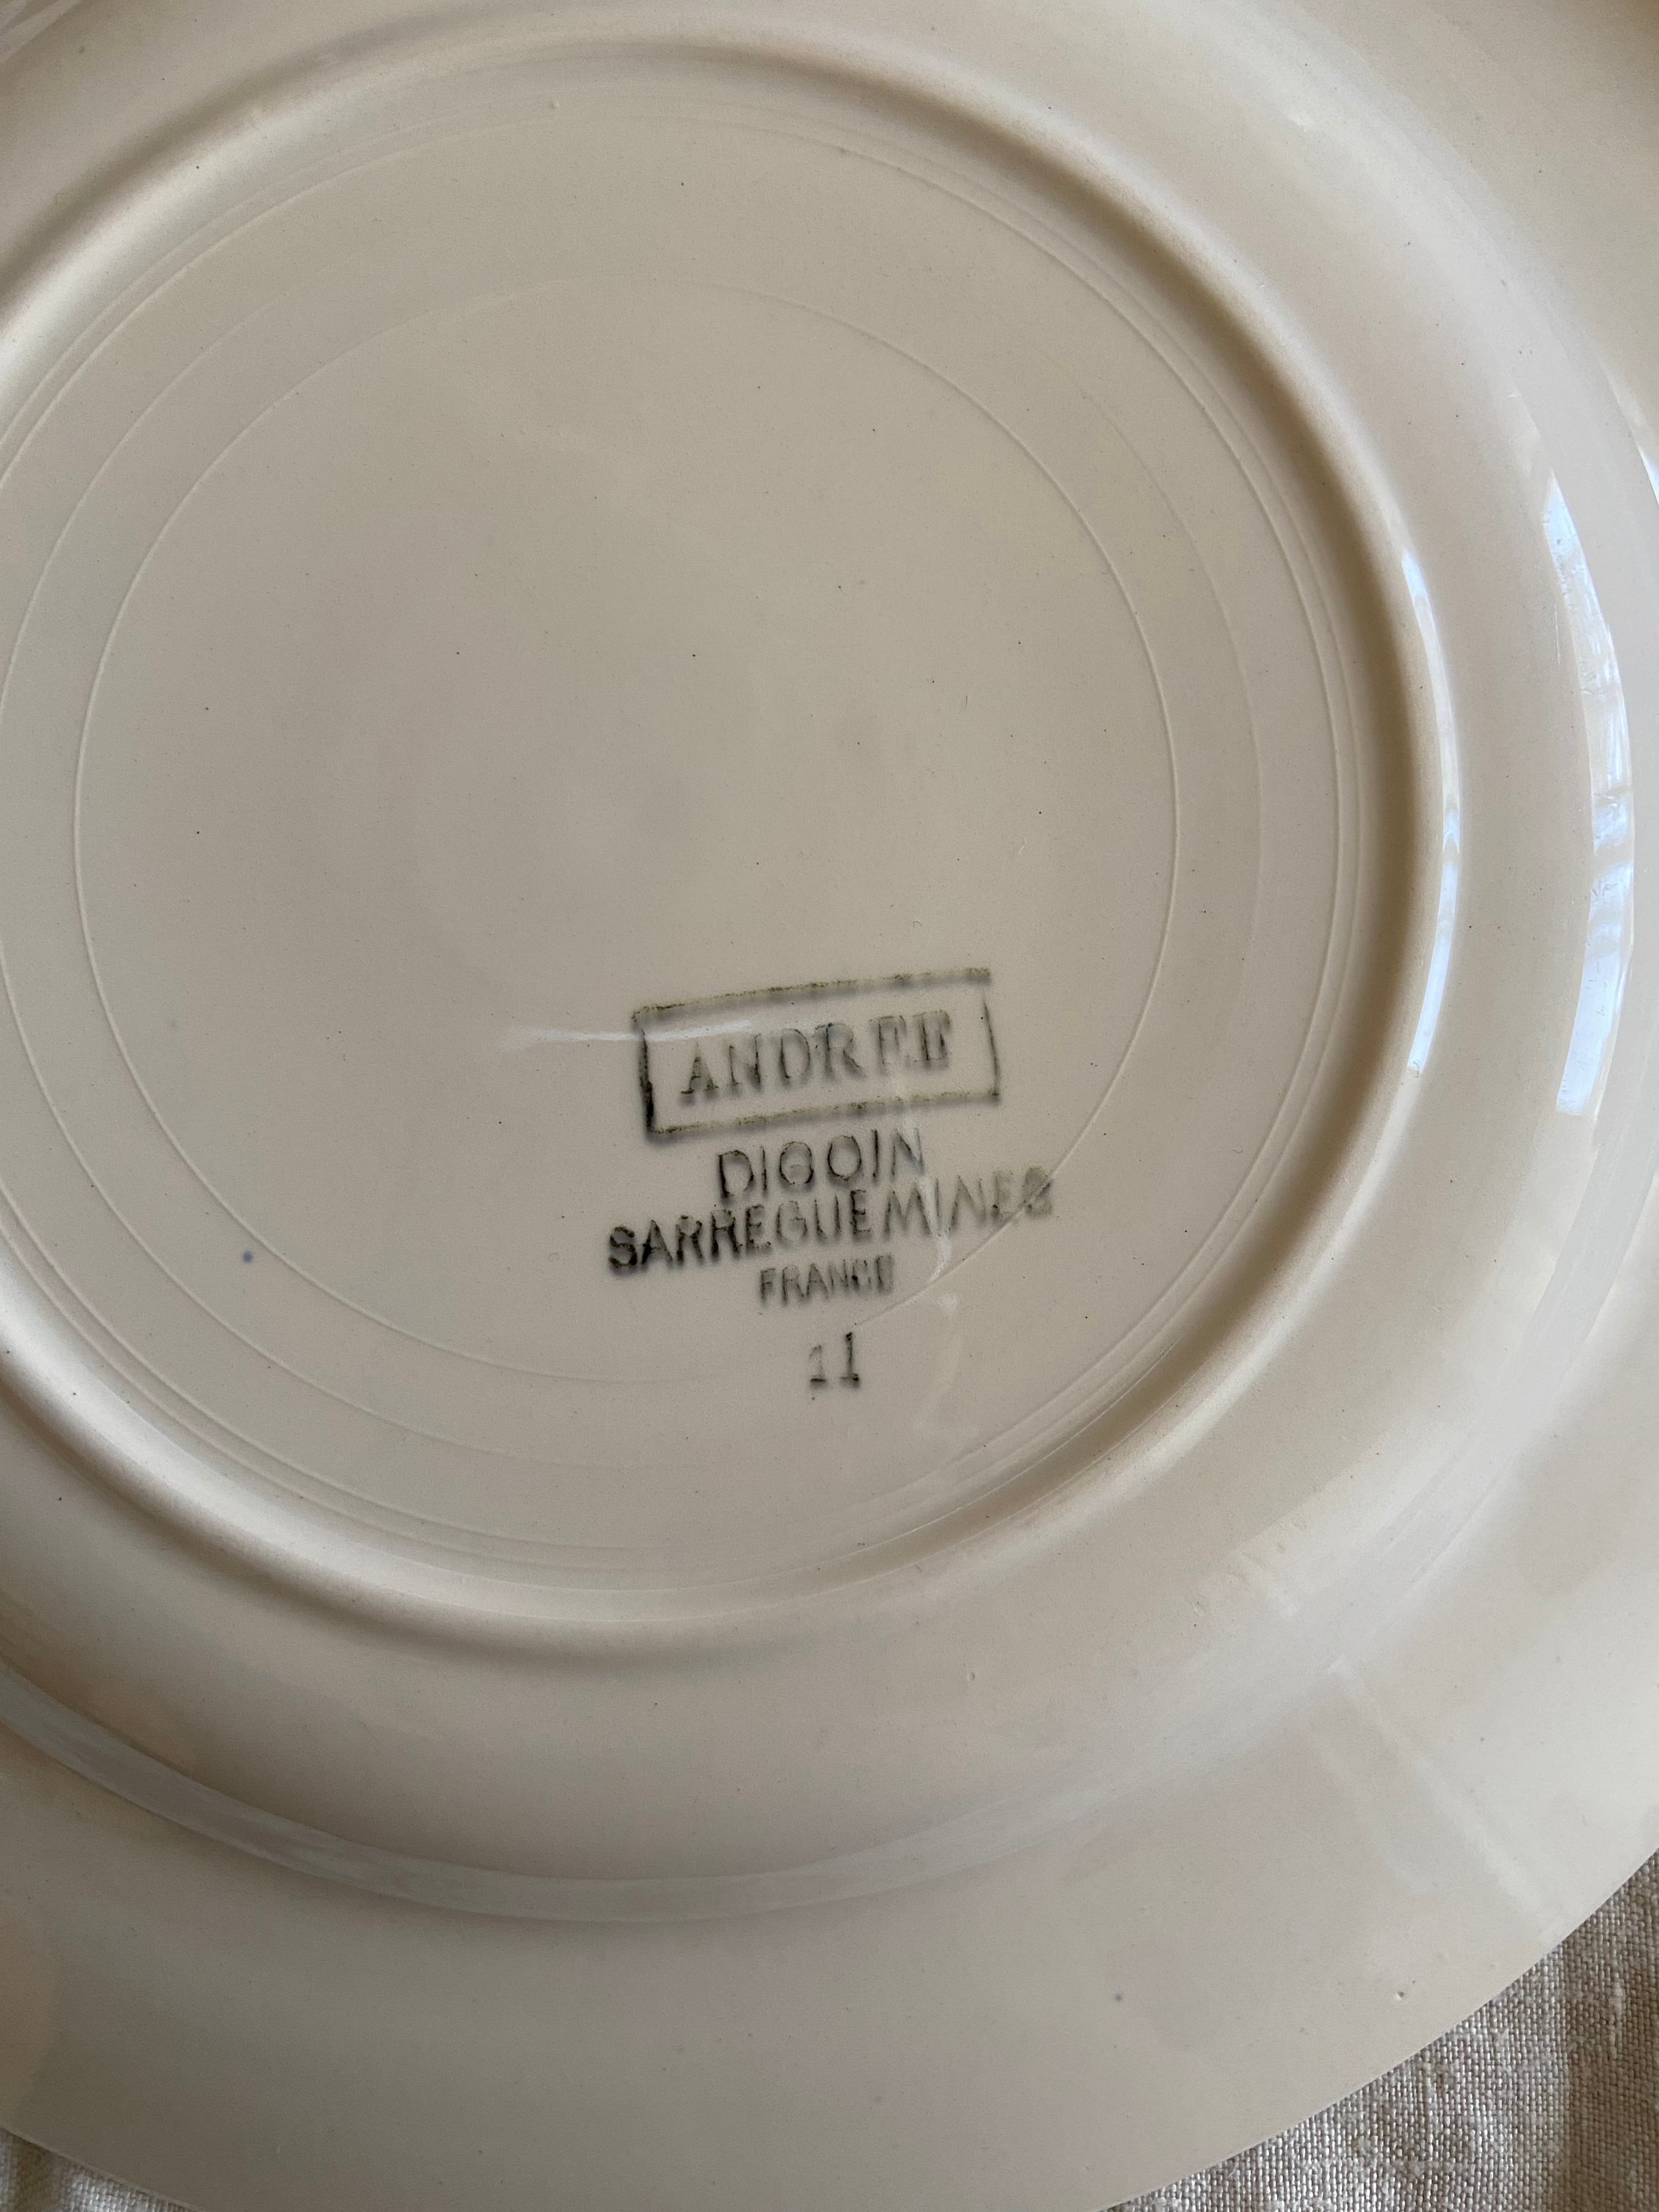 ANDREE
DIGOIN
SARREGUEMINES
FRANCE
11